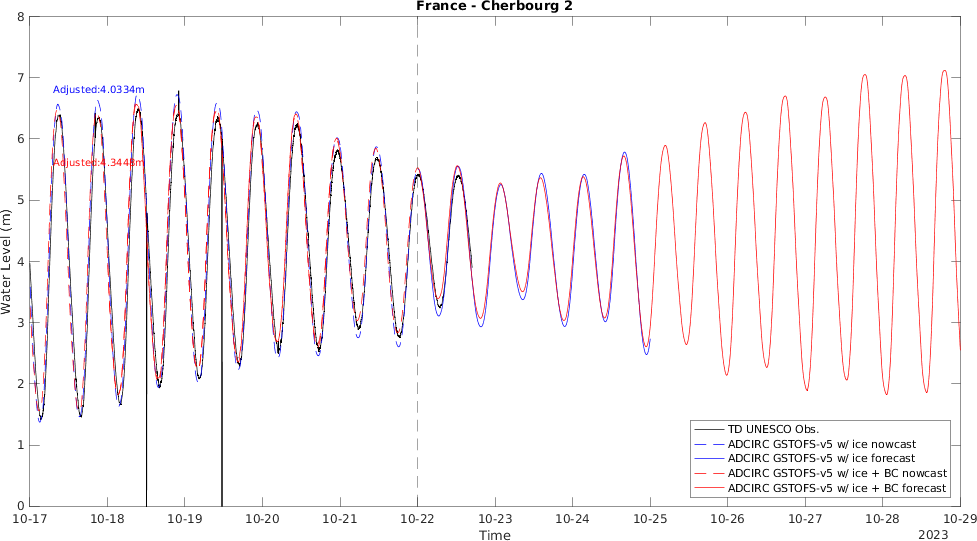 France - Cherbourg 2
8
7
6
5
4
3
2
1
0
Water Level (m)
Adjusted:4.0334m
Adjusted:4.3448m
TD UNESCO Obs.
ADCIRC GSTOFS-v5 w/ ice nowcast
ADCIRC GSTOFS-v5 w/ ice forecast
ADCIRC GSTOFS-v5 w/ ice + BC nowcast
ADCIRC GSTOFS-v5 w/ ice + BC forecast
10-17 10-18 10-19 10-20 10-21 10-22 10-23 10-24 10-25 10-26 10-27 10-28 10-29
Time
2023